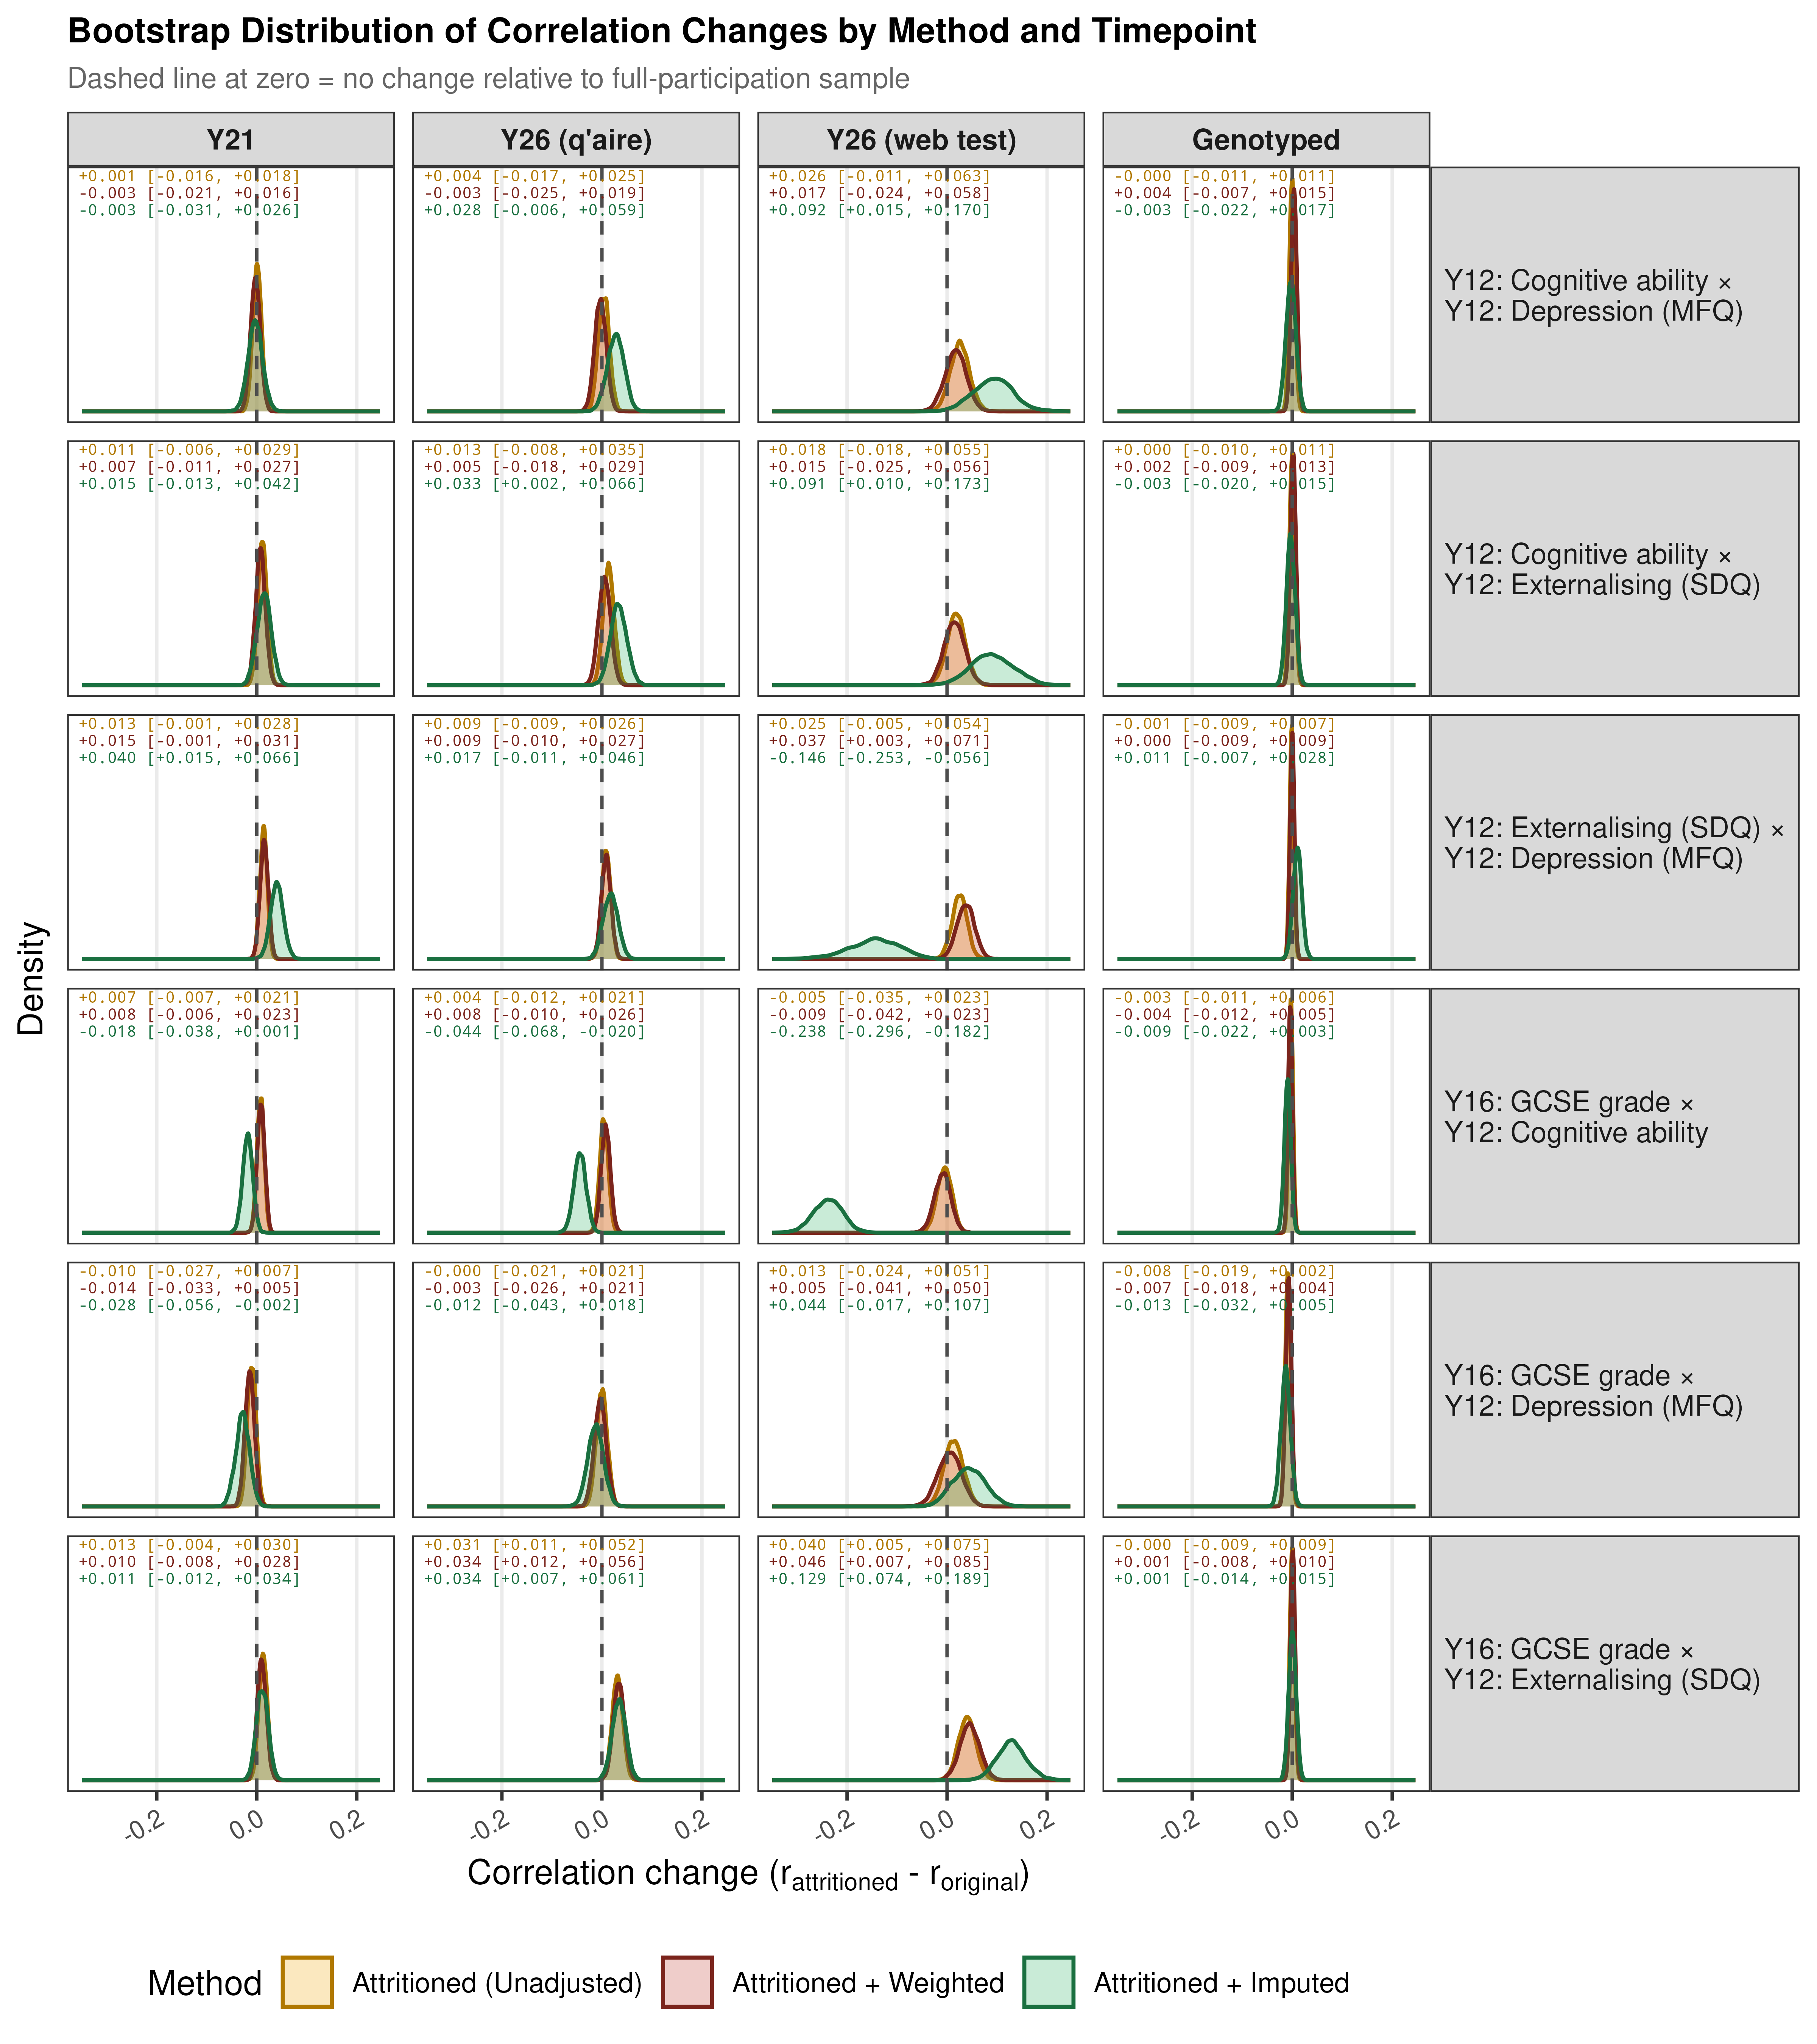 Bootstrap Distribution of Correlation Changes by Method and Timepoint
Dashed line at zero = no change relative to full-participation sample
Y21
Y26 (q'aire)
Y26 (web test)
Genotyped
+0.001 [-0.016, +0.018]
-0.003 [-0.021, +0.016]
-0.003 [-0.031, +0.026]
+0.004 [-0.017, +0.025]
-0.003 [-0.025, +0.019]
+0.028 [-0.006, +0.059]
+0.026 [-0.011, +0.063]
+0.017 [-0.024, +0.058]
+0.092 [+0.015, +0.170]
-0.000 [-0.011, +0.011]
+0.004 [-0.007, +0.015]
-0.003 [-0.022, +0.017]
Y12: Cognitive ability ×
Y12: Depression (MFQ)
+0.011 [-0.006, +0.029]
+0.007 [-0.011, +0.027]
+0.015 [-0.013, +0.042]
+0.013 [-0.008, +0.035]
+0.005 [-0.018, +0.029]
+0.033 [+0.002, +0.066]
+0.018 [-0.018, +0.055]
+0.015 [-0.025, +0.056]
+0.091 [+0.010, +0.173]
+0.000 [-0.010, +0.011]
+0.002 [-0.009, +0.013]
-0.003 [-0.020, +0.015]
Y12: Cognitive ability ×
Y12: Externalising (SDQ)
+0.013 [-0.001, +0.028]
+0.015 [-0.001, +0.031]
+0.040 [+0.015, +0.066]
+0.009 [-0.009, +0.026]
+0.009 [-0.010, +0.027]
+0.017 [-0.011, +0.046]
+0.025 [-0.005, +0.054]
+0.037 [+0.003, +0.071]
-0.146 [-0.253, -0.056]
-0.001 [-0.009, +0.007]
+0.000 [-0.009, +0.009]
+0.011 [-0.007, +0.028]
Y12: Externalising (SDQ) ×
Y12: Depression (MFQ)
+0.007 [-0.007, +0.021]
+0.008 [-0.006, +0.023]
-0.018 [-0.038, +0.001]
+0.004 [-0.012, +0.021]
+0.008 [-0.010, +0.026]
-0.044 [-0.068, -0.020]
-0.005 [-0.035, +0.023]
-0.009 [-0.042, +0.023]
-0.238 [-0.296, -0.182]
-0.003 [-0.011, +0.006]
-0.004 [-0.012, +0.005]
-0.009 [-0.022, +0.003]
Y16: GCSE grade ×
Y12: Cognitive ability
-0.010 [-0.027, +0.007]
-0.014 [-0.033, +0.005]
-0.028 [-0.056, -0.002]
-0.000 [-0.021, +0.021]
-0.003 [-0.026, +0.021]
-0.012 [-0.043, +0.018]
+0.013 [-0.024, +0.051]
+0.005 [-0.041, +0.050]
+0.044 [-0.017, +0.107]
-0.008 [-0.019, +0.002]
-0.007 [-0.018, +0.004]
-0.013 [-0.032, +0.005]
Y16: GCSE grade ×
Y12: Depression (MFQ)
+0.013 [-0.004, +0.030]
+0.010 [-0.008, +0.028]
+0.011 [-0.012, +0.034]
+0.031 [+0.011, +0.052]
+0.034 [+0.012, +0.056]
+0.034 [+0.007, +0.061]
+0.040 [+0.005, +0.075]
+0.046 [+0.007, +0.085]
+0.129 [+0.074, +0.189]
-0.000 [-0.009, +0.009]
+0.001 [-0.008, +0.010]
+0.001 [-0.014, +0.015]
Y16: GCSE grade ×
Y12: Externalising (SDQ)
Density
-0.2 0.0 0.2
-0.2 0.0 0.2
-0.2 0.0 0.2
-0.2 0.0 0.2
Correlation change (rattritioned - roriginal)
Method
Attritioned (Unadjusted)
Attritioned + Weighted
Attritioned + Imputed